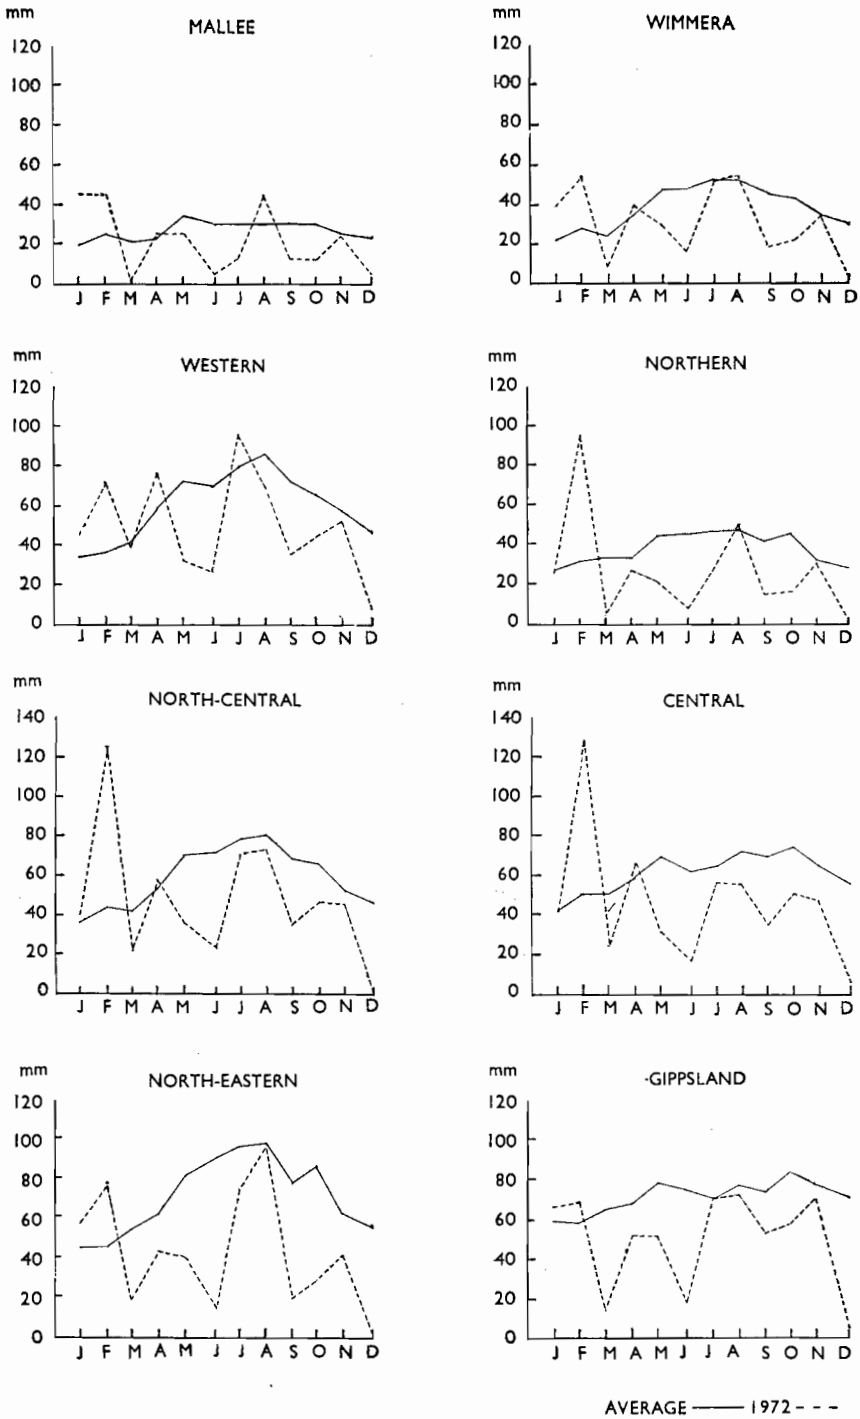 mm
MALLEE
120
100
80
60
40
20
0
J F M A M J J A S O N D
mm
WIMMERA
120
100
80
60
40
20
0
J F M A M J J A S O N D
mm
WESTERN
120
100
80
60
40
20
0
J F M A M J J A S O N D
mm
NORTHERN
120
100
80
60
40
20
0
J F M A M J J A S O N D
mm
NORTH-CENTRAL
140
120
100
80
60
40
20
0
J F M A M J J A S O N D
mm
CENTRAL
140
120
100
80
60
40
20
0
J F M A M J J A S O N D
mm
NORTH-EASTERN
120
100
80
60
40
20
0
J F M A M J J A S O N D
mm
GIPPSLAND
120
100
80
60
40
20
0
J F M A M J J A S O N D
AVERAGE 1972